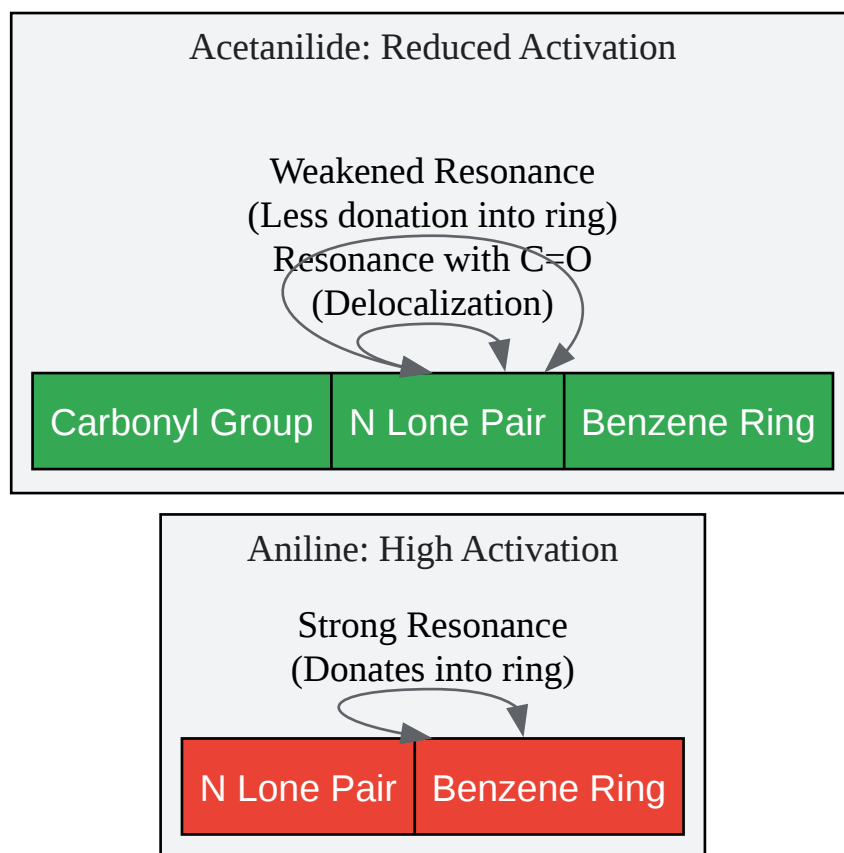 Acetanilide: Reduced Activation
Weakened Resonance
(Less donation into ring)
Resonance with C=O
(Delocalization)
Carbonyl Group
N Lone Pair
Benzene Ring
Aniline: High Activation
Strong Resonance
(Donates into ring)
N Lone Pair
Benzene Ring